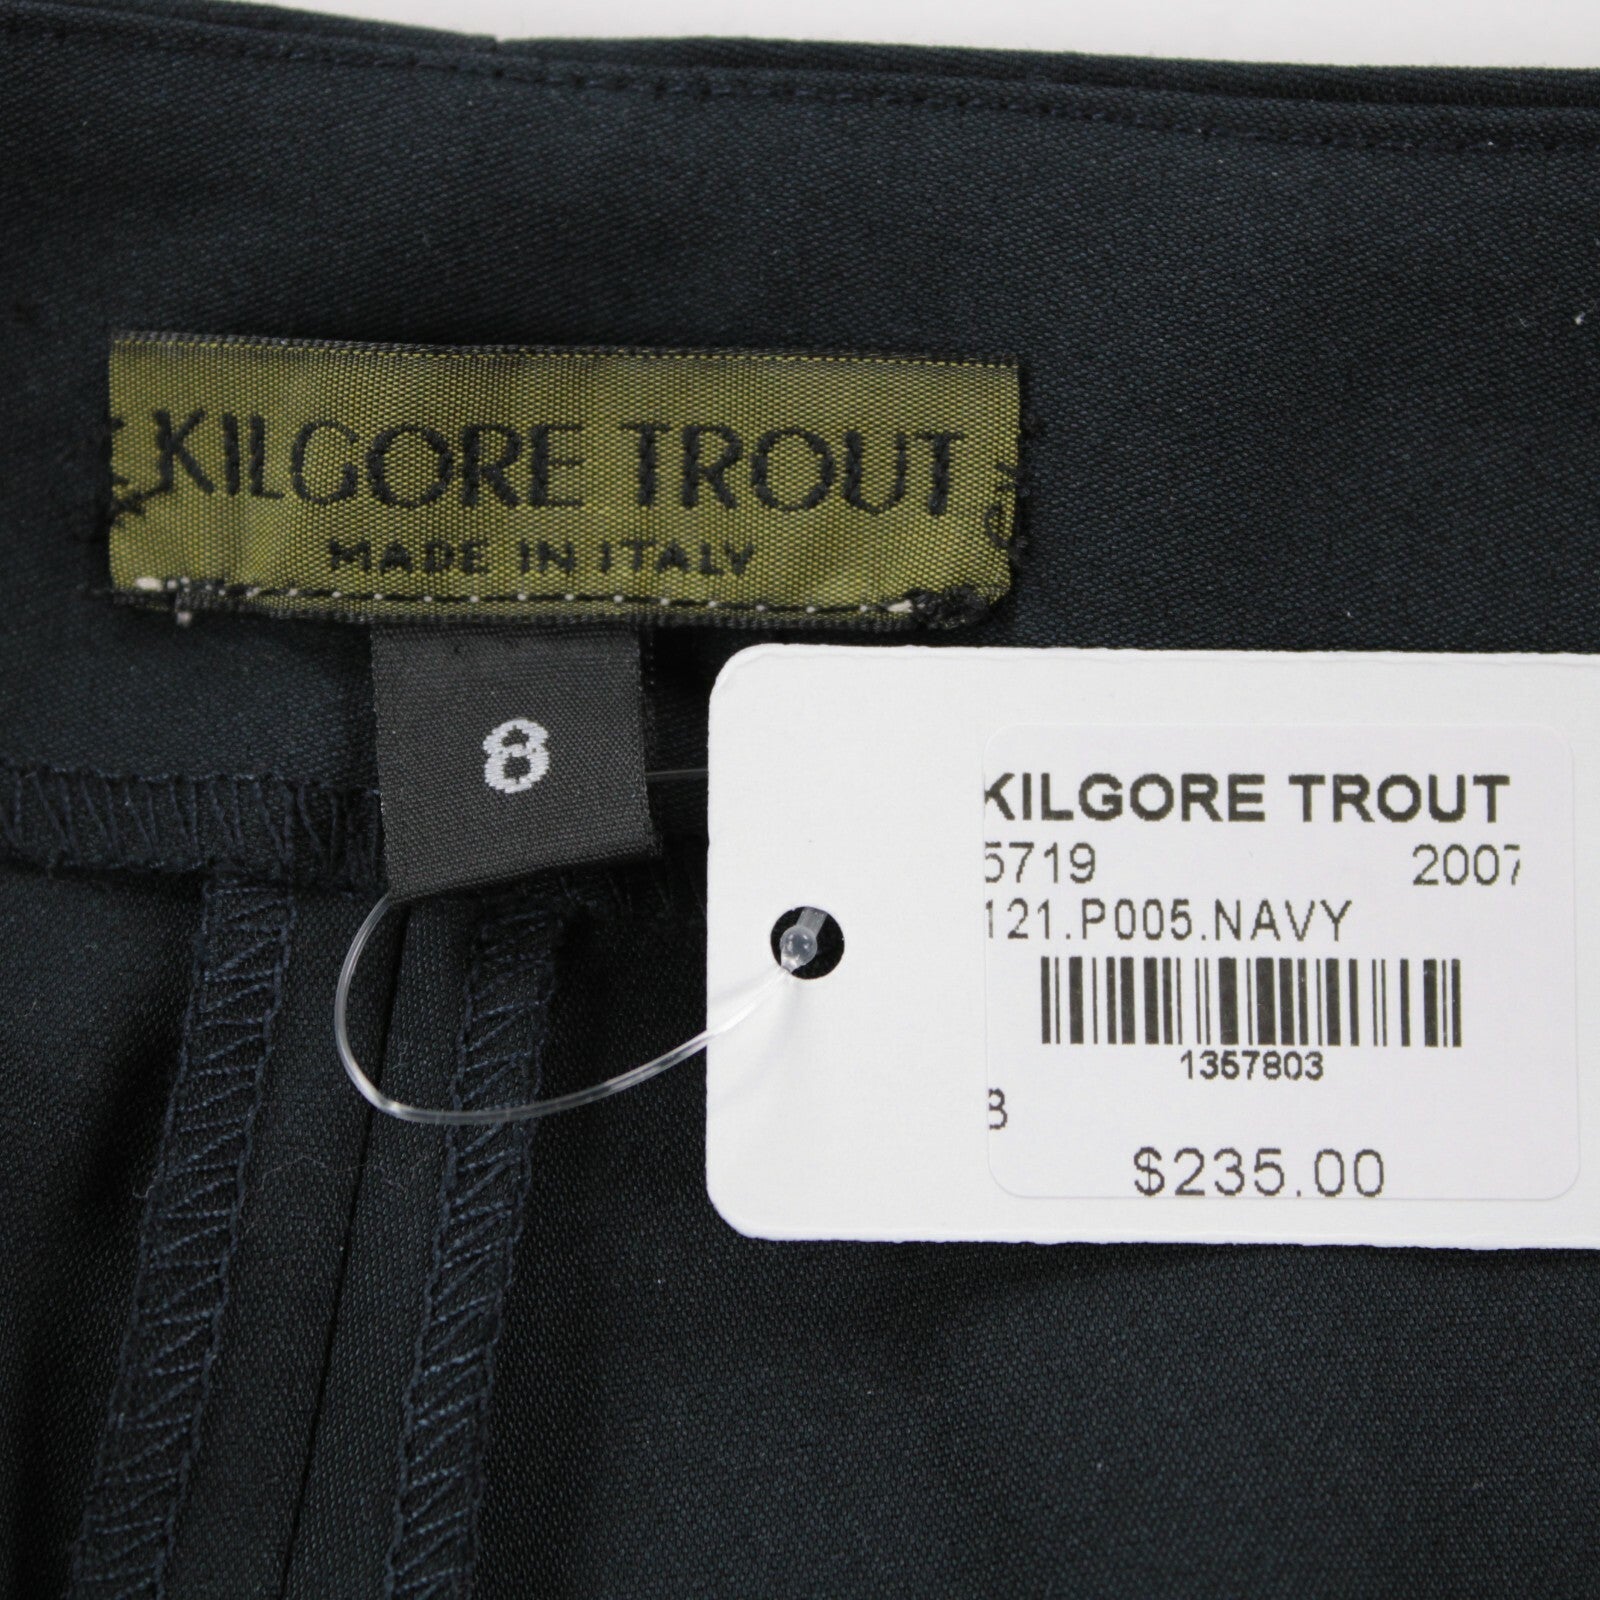 KILGORE TROUT
MADE IN ITALY
8
KILGORE TROUT
5719 2007
121.P005.NAVY
1357803
8
$235.00